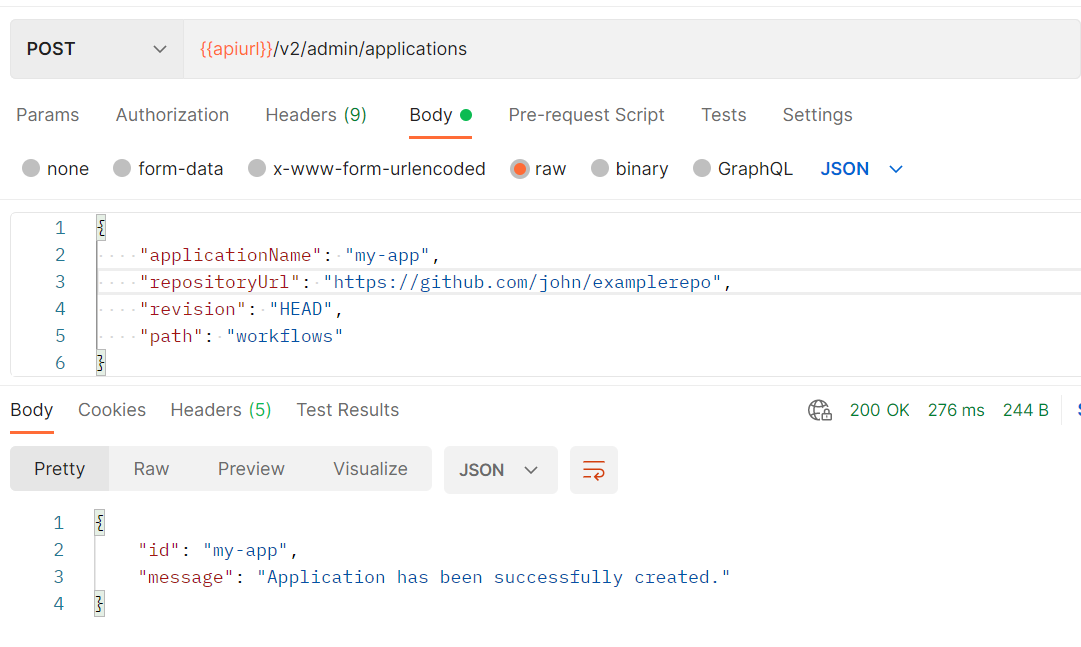 POST {{apiurl}}/v2/admin/applications
Params Authorization Headers (9) Body Pre-request Script Tests Settings
none form-data x-www-form-urlencoded raw binary GraphQL JSON
1 {
2 "applicationName": "my-app",
3 "repositoryUrl": "https://github.com/john/examplerepo",
4 "revision": "HEAD",
5 "path": "workflows"
6 }
Body Cookies Headers (5) Test Results 200 OK 276 ms 244 B
Pretty Raw Preview Visualize JSON
1 {
2 "id": "my-app",
3 "message": "Application has been successfully created."
4 }